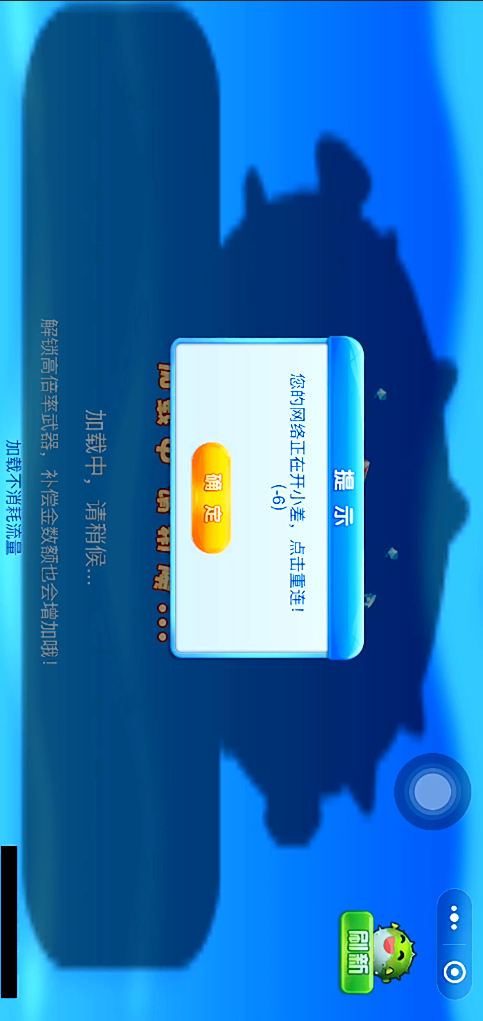 提示
您的网络正在开小差，点击重连！
(-6)
确定
加载中，请稍候...
解锁高倍率武器，补偿金数额也会增加哦！
加载不消耗流量
刷新